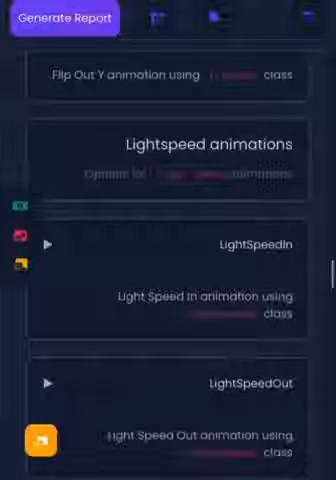 Generate Report
Flip Out Y animation using class
Lightspeed animations
Options for animations
LightSpeedIn
Light Speed In animation using
class
LightSpeedOut
Light Speed Out animation using
class